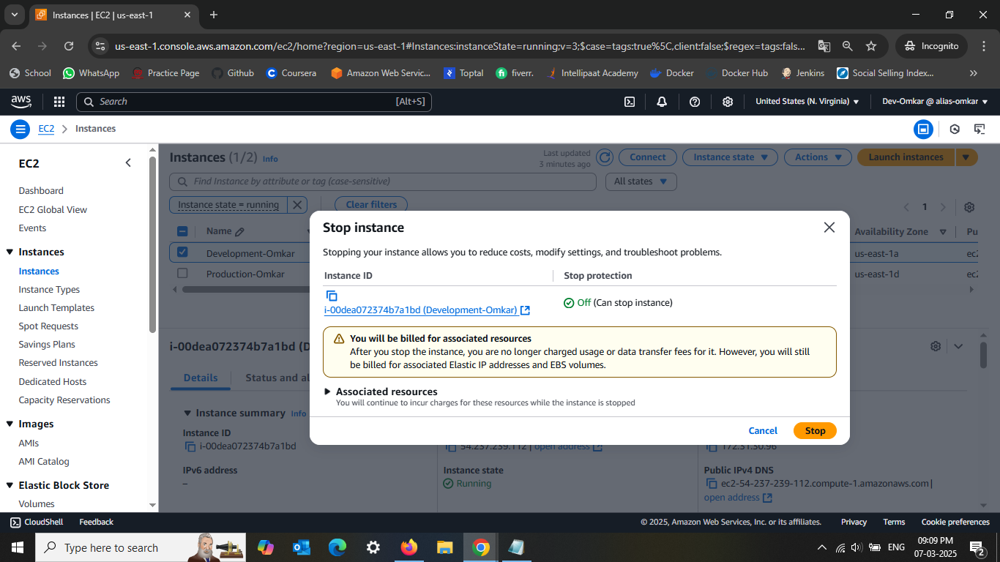 Instances | EC2 | us-east-1
us-east-1.console.aws.amazon.com/ec2/home?region=us-east-1#Instances:instanceState=running;v=3;$case=tags:true%5C,client:false;$regex=tags:fals...
Incognito
School
WhatsApp
Practice Page
Github
Coursera
Amazon Web Servic...
Toptal
fiverr.
Intellipaat Academy
Docker
Docker Hub
Jenkins
Social Selling Index...
aws
Search
[Alt+S]
United States (N. Virginia)
Dev-Omkar @ alias-omkar
EC2
Instances
EC2
Dashboard
EC2 Global View
Events
Instances
Instances
Instance Types
Launch Templates
Spot Requests
Savings Plans
Reserved Instances
Dedicated Hosts
Capacity Reservations
Images
AMIs
AMI Catalog
Elastic Block Store
Volumes
Instances (1/2) Info
Last updated
3 minutes ago
Connect
Instance state
Actions
Launch instances
Find Instance by attribute or tag (case-sensitive)
All states
Instance state = running
Clear filters
1
Name
Availability Zone
Pu
Development-Omkar
us-east-1a
ec2
Production-Omkar
us-east-1d
ec2
Stop instance
Stopping your instance allows you to reduce costs, modify settings, and troubleshoot problems.
Instance ID
Stop protection
i-00dea072374b7a1bd (Development-Omkar)
Off (Can stop instance)
You will be billed for associated resources
After you stop the instance, you are no longer charged usage or data transfer fees for it. However, you will still
be billed for associated Elastic IP addresses and EBS volumes.
Associated resources
You will continue to incur charges for these resources while the instance is stopped
Cancel
Stop
i-00dea072374b7a1bd (D
Details
Status and al
Instance summary Info
Instance ID
i-00dea072374b7a1bd
54.237.239.112 | open address
172.31.30.96
IPv6 address
–
Instance state
Running
Public IPv4 DNS
ec2-54-237-239-112.compute-1.amazonaws.com |
open address
CloudShell
Feedback
© 2025, Amazon Web Services, Inc. or its affiliates.
Privacy
Terms
Cookie preferences
Type here to search
ENG
09:09 PM
07-03-2025
2